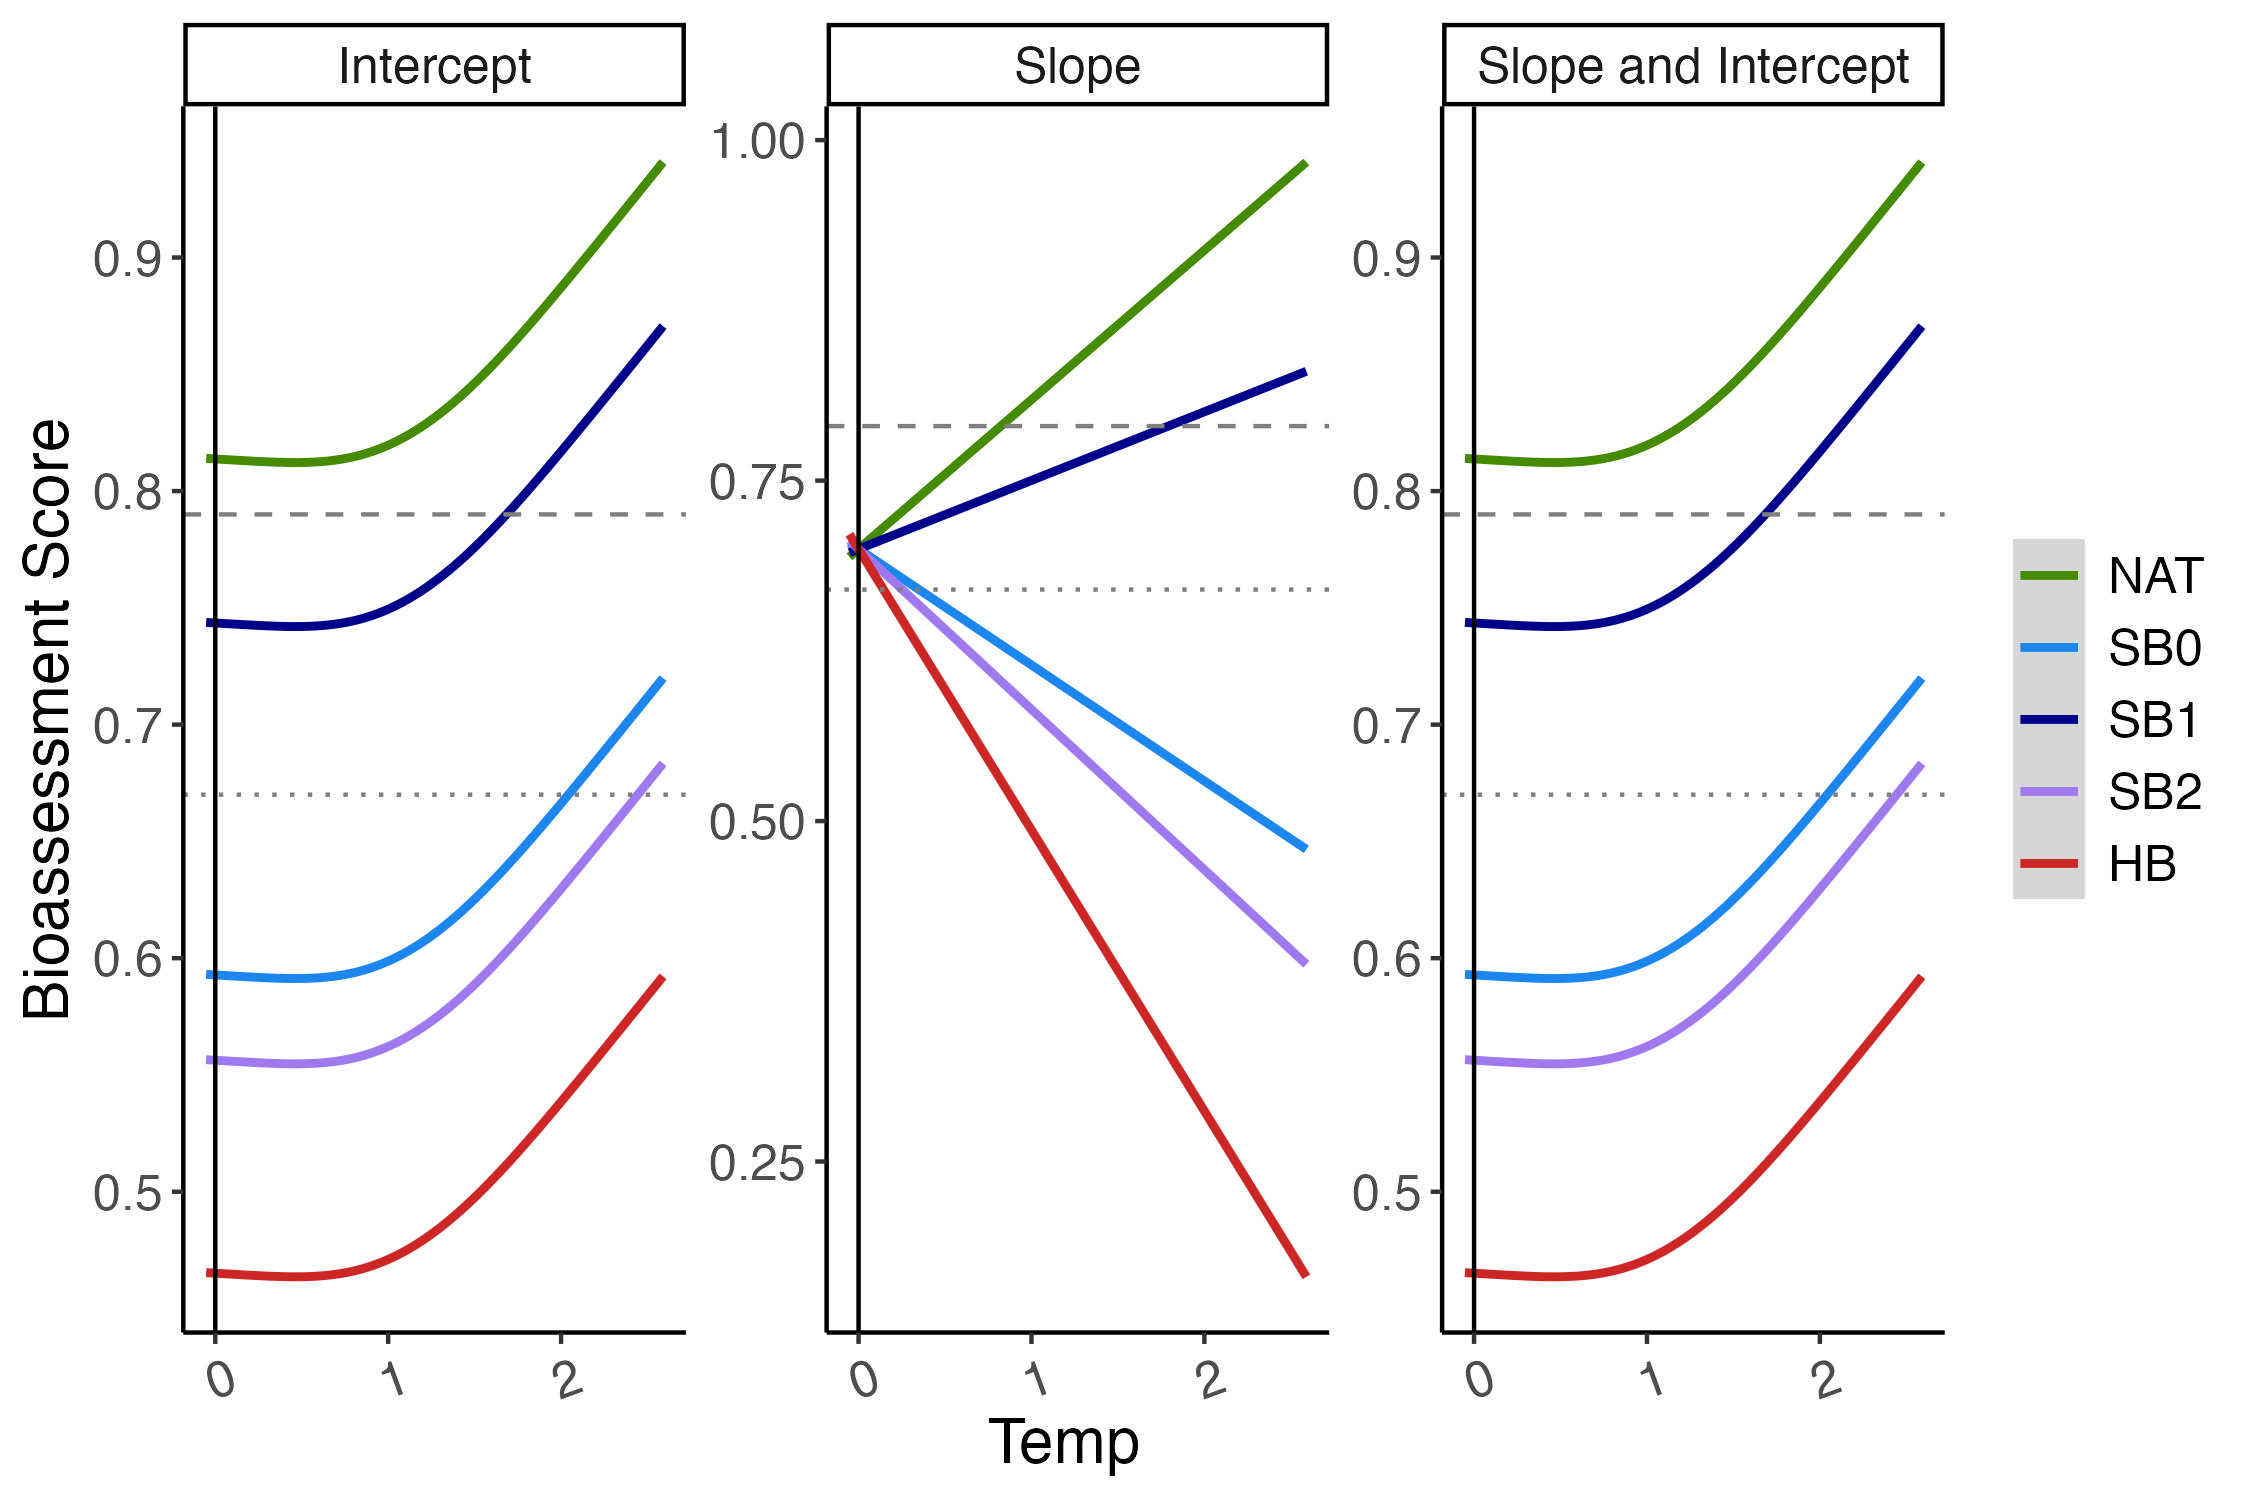 Intercept
Slope
Slope and Intercept
Bioassessment Score
0.9
0.8
0.7
0.6
0.5
0 1 2
1.00
0.75
0.50
0.25
0 1 2
0.9
0.8
0.7
0.6
0.5
0 1 2
Temp
NAT
SB0
SB1
SB2
HB